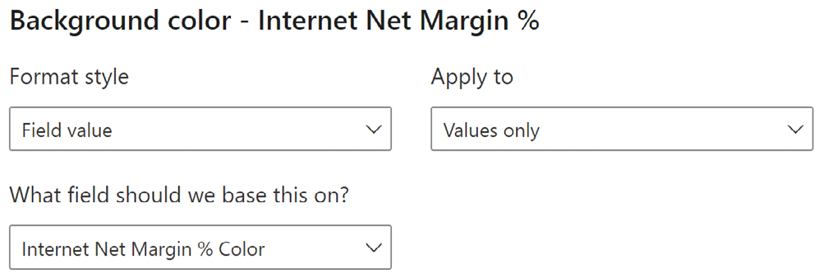 Background color - Internet Net Margin %
Format style
Apply to
Field value
Values only
What field should we base this on?
Internet Net Margin % Color